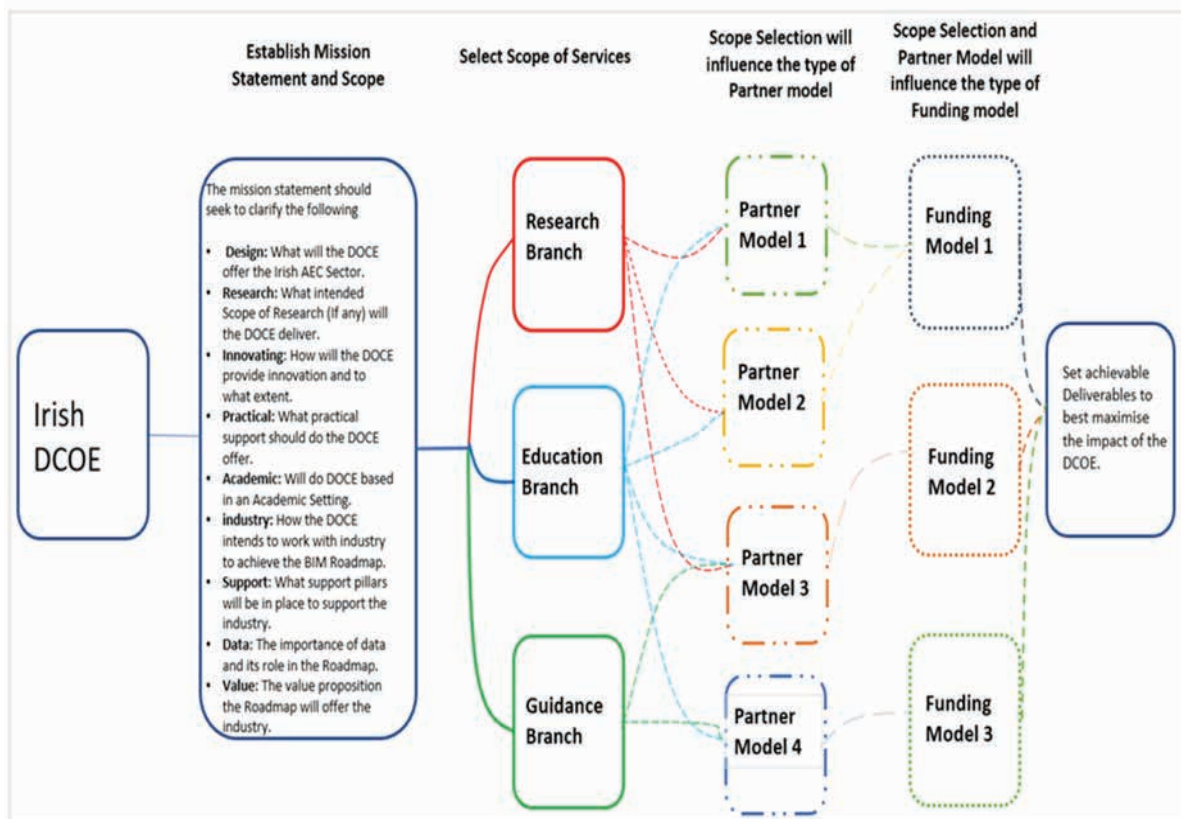 Establish Mission
Statement and Scope
Select Scope of Services
Scope Selection will
influence the type of
Partner model
Scope Selection and
Partner Model will
influence the type of
Funding model
Irish
DCOE
The mission statement should
seek to clarify the following
• Design: What will the DOCE
offer the Irish AEC Sector.
• Research: What intended
Scope of Research (If any) will
the DOCE deliver.
• Innovating: How will the DOCE
provide innovation and to
what extent.
• Practical: What practical
support should do the DOCE
offer.
• Academic: Will do DOCE based
in an Academic Setting.
• industry: How the DOCE
intends to work with industry
to achieve the BIM Roadmap.
• Support: What support pillars
will be in place to support the
industry.
• Data: The importance of data
and its role in the Roadmap.
• Value: The value proposition
the Roadmap will offer the
industry.
Research
Branch
Education
Branch
Guidance
Branch
Partner
Model 1
Partner
Model 2
Partner
Model 3
Partner
Model 4
Funding
Model 1
Funding
Model 2
Funding
Model 3
Set achievable
Deliverables to
best maximise
the impact of the
DCOE.